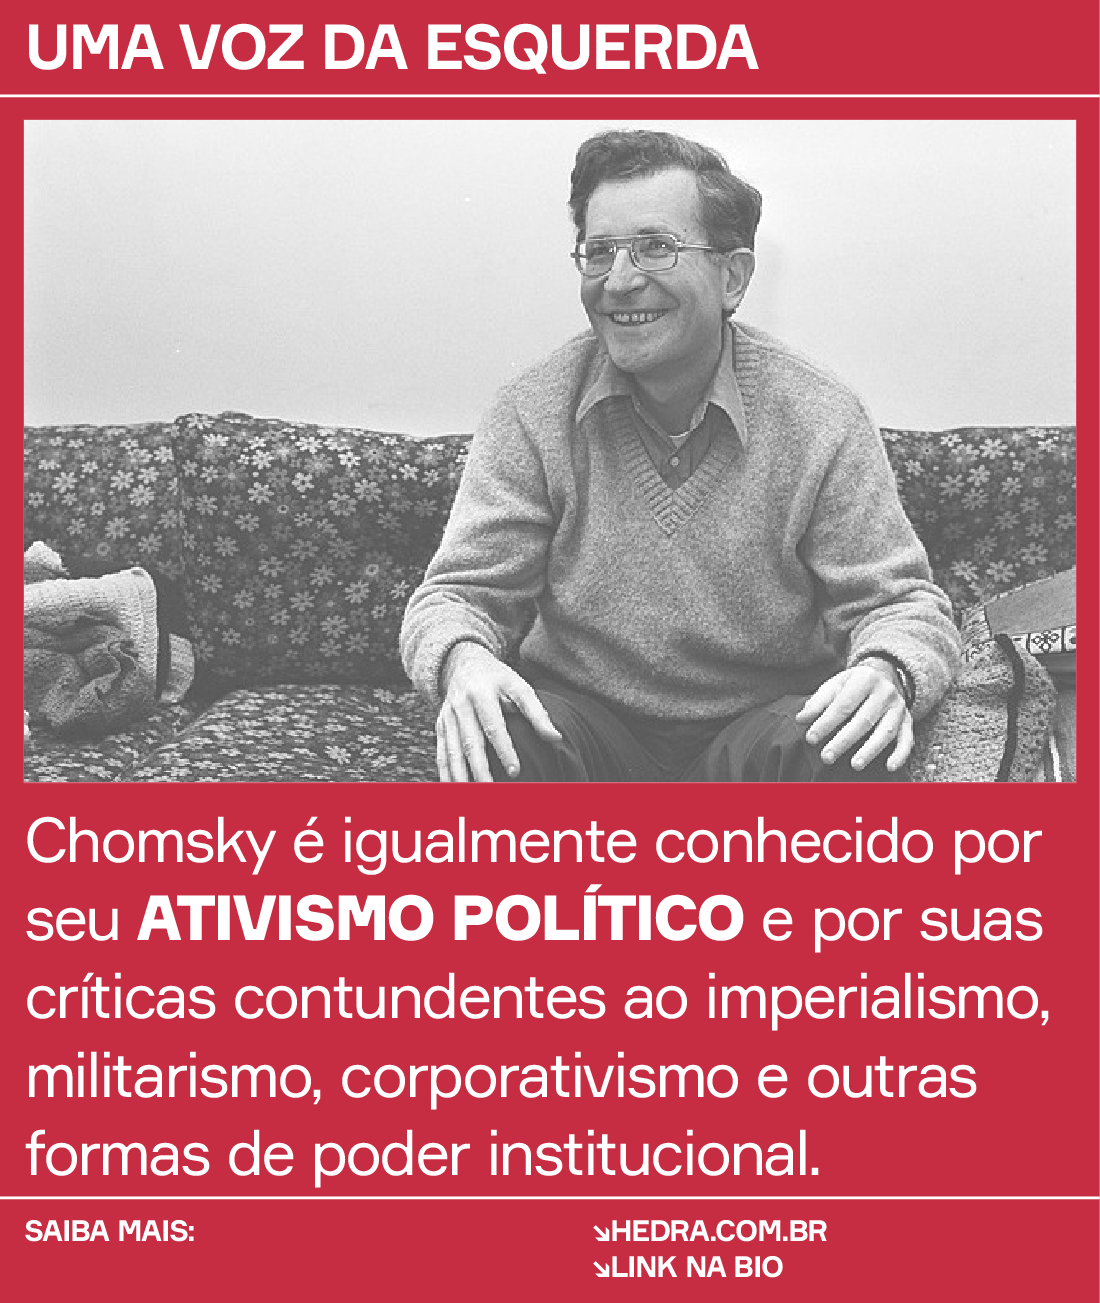 UMA VOZ DA ESQUERDA
Chomsky é igualmente conhecido por
seu ATIVISMO POLÍTICO e por suas
críticas contundentes ao imperialismo,
militarismo, corporativismo e outras
formas de poder institucional.
SAIBA MAIS:
↘HEDRA.COM.BR
↘LINK NA BIO